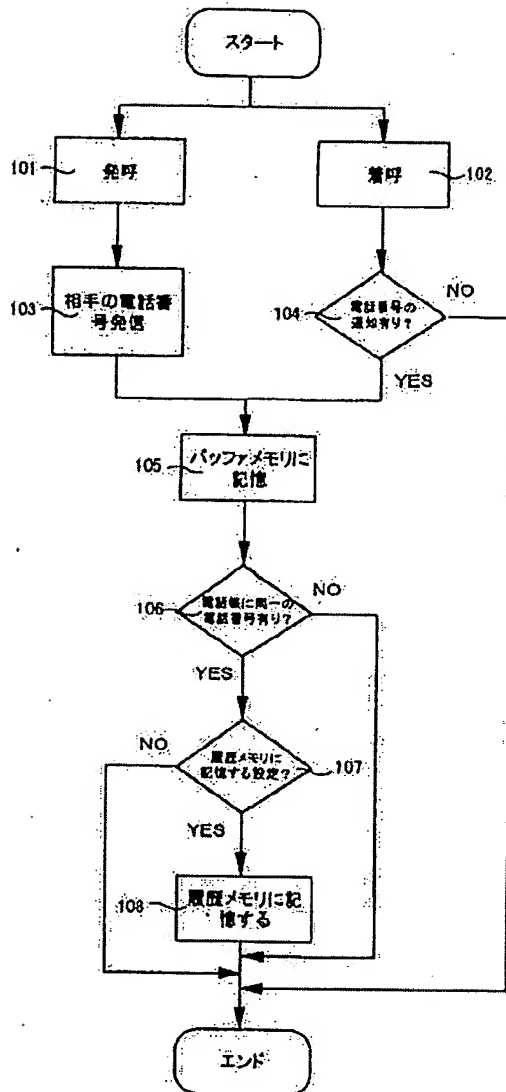 スタート
101
発呼
着呼
102
103
相手の電話番
号発信
104
電話番号の
通知有り?
NO
YES
105
バッファメモリに
記憶
106
電話帳に同一の
電話番号有り?
NO
YES
NO
履歴メモリに
記憶する設定?
107
YES
108
履歴メモリに記
憶する
エンド